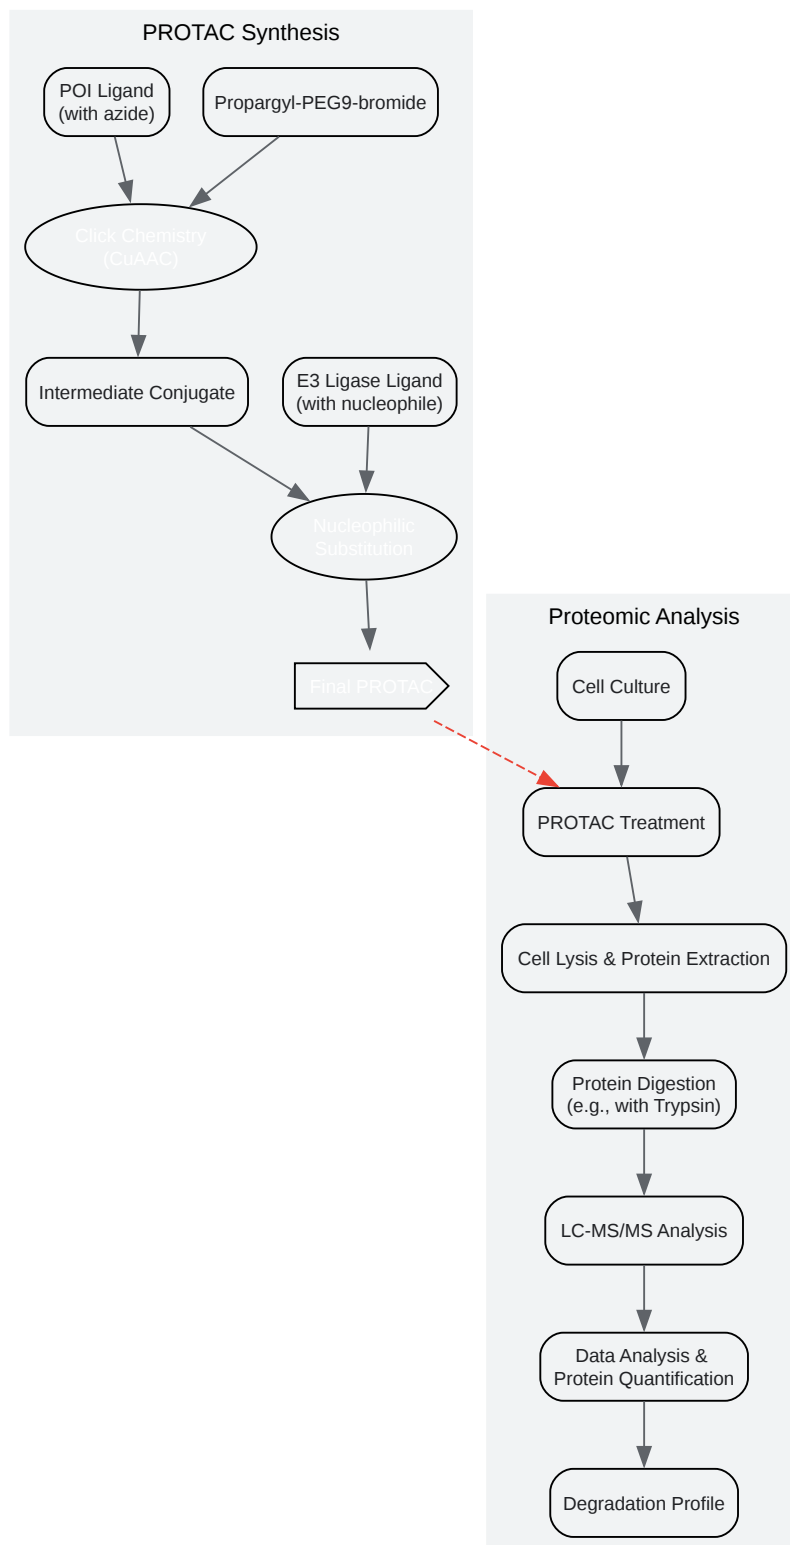 PROTAC Synthesis
POI Ligand
(with azide)
Propargyl-PEG9-bromide
Click Chemistry
(CuAAC)
Intermediate Conjugate
E3 Ligase Ligand
(with nucleophile)
Nucleophilic
Substitution
Final PROTAC
Proteomic Analysis
Cell Culture
PROTAC Treatment
Cell Lysis & Protein Extraction
Protein Digestion
(e.g., with Trypsin)
LC-MS/MS Analysis
Data Analysis &
Protein Quantification
Degradation Profile